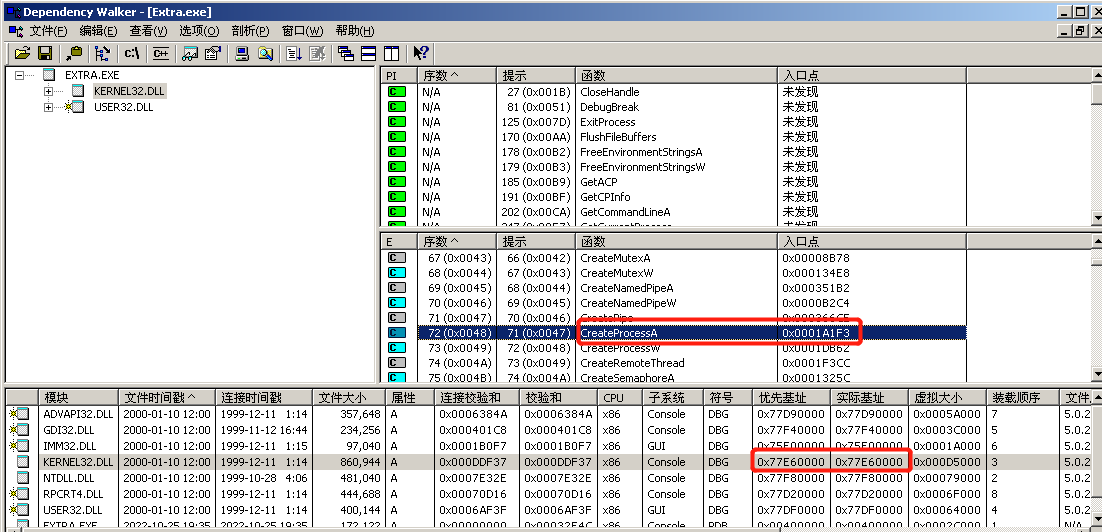 Dependency Walker - [Extra.exe]
文件(F) 编辑(E) 查看(V) 选项(O) 剖析(P) 窗口(W) 帮助(H)
c:\ C++
EXTRA.EXE
KERNEL32.DLL
USER32.DLL
PI 序数 ^ 提示 函数 入口点
C N/A 27 (0x001B) CloseHandle 未发现
C N/A 81 (0x0051) DebugBreak 未发现
C N/A 125 (0x007D) ExitProcess 未发现
C N/A 170 (0x00AA) FlushFileBuffers 未发现
C N/A 178 (0x00B2) FreeEnvironmentStringsA 未发现
C N/A 179 (0x00B3) FreeEnvironmentStringsW 未发现
C N/A 185 (0x00B9) GetACP 未发现
C N/A 191 (0x00BF) GetCPInfo 未发现
C N/A 202 (0x00CA) GetCommandLineA 未发现
E 序数 ^ 提示 函数 入口点
C 67 (0x0043) 66 (0x0042) CreateMutexA 0x00008B78
C 68 (0x0044) 67 (0x0043) CreateMutexW 0x000134E8
C 69 (0x0045) 68 (0x0044) CreateNamedPipeA 0x000351B2
C 70 (0x0046) 69 (0x0045) CreateNamedPipeW 0x0000B2C4
C 71 (0x0047) 70 (0x0046) CreatePipe 0x000366CE
C 72 (0x0048) 71 (0x0047) CreateProcessA 0x0001A1F3
C 73 (0x0049) 72 (0x0048) CreateProcessW 0x0001DB62
C 74 (0x004A) 73 (0x0049) CreateRemoteThread 0x0001F3CC
C 75 (0x004B) 74 (0x004A) CreateSemaphoreA 0x0001325C
模块 文件时间戳 ^ 连接时间戳 文件大小 属性 连接校验和 校验和 CPU 子系统 符号 优先基址 实际基址 虚拟大小 装载顺序 文件.
ADVAPI32.DLL 2000-01-10 12:00 1999-12-11 1:14 357,648 A 0x0006384A 0x0006384A x86 Console DBG 0x77D90000 0x77D90000 0x0005A000 7 5.0.2
GDI32.DLL 2000-01-10 12:00 1999-11-12 16:44 234,256 A 0x000401C8 0x000401C8 x86 Console DBG 0x77F40000 0x77F40000 0x0003C000 5 5.0.2
IMM32.DLL 2000-01-10 12:00 1999-12-11 1:15 97,040 A 0x0001B0F7 0x0001B0F7 x86 GUI DBG 0x75E00000 0x75E00000 0x0001A000 6 5.0.2
KERNEL32.DLL 2000-01-10 12:00 1999-12-11 1:14 860,944 A 0x000DDF37 0x000DDF37 x86 Console DBG 0x77E60000 0x77E60000 0x000D5000 3 5.0.2
NTDLL.DLL 2000-01-10 12:00 1999-10-28 4:06 481,040 A 0x0007E32E 0x0007E32E x86 Console DBG 0x77F80000 0x77F80000 0x00079000 2 5.0.2
RPCRT4.DLL 2000-01-10 12:00 1999-12-11 1:14 444,688 A 0x00070D16 0x00070D16 x86 Console DBG 0x77D20000 0x77D20000 0x0006F000 8 5.0.2
USER32.DLL 2000-01-10 12:00 1999-12-11 1:14 400,144 A 0x0006AF3F 0x0006AF3F x86 GUI DBG 0x77DF0000 0x77DF0000 0x00064000 4 5.0.2
EXTRA.EXE 2022-10-25 19:35 2022-10-25 19:35 172,122 A 0x00000000 x86 Console PDB 0x00400000 0x00400000 1 N/A